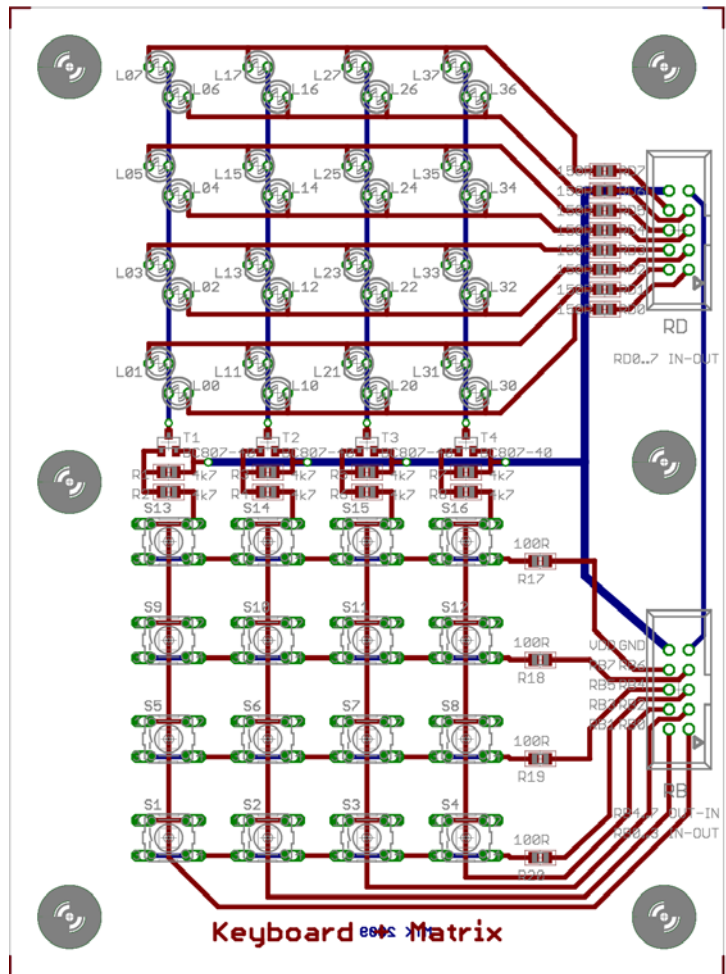 L07 L17 L27 L37
L06 L16 L26 L36
L05 L15 L25 L35
L04 L14 L24 L34
L03 L13 L23 L33
L02 L12 L22 L32
L01 L11 L21 L31
L00 L10 L20 L30
RD
RD0..7 IN-OUT
T1 T2 T3 T4
4k7 4k7 4k7 4k7
4k7 4k7 4k7 4k7
S13 S14 S15 S16
100R
R17
S9 S10 S11 S12
VDD GND
RB7 RB6
100R
R18
RB5 RB4
S5 S6 S7 S8
RB3 RB2
RB1 RB0
100R
R19
RB
S1 S2 S3 S4
RB4..7 OUT-IN
RB0..3 IN-OUT
100R
R20
Keyboard Matrix
2009